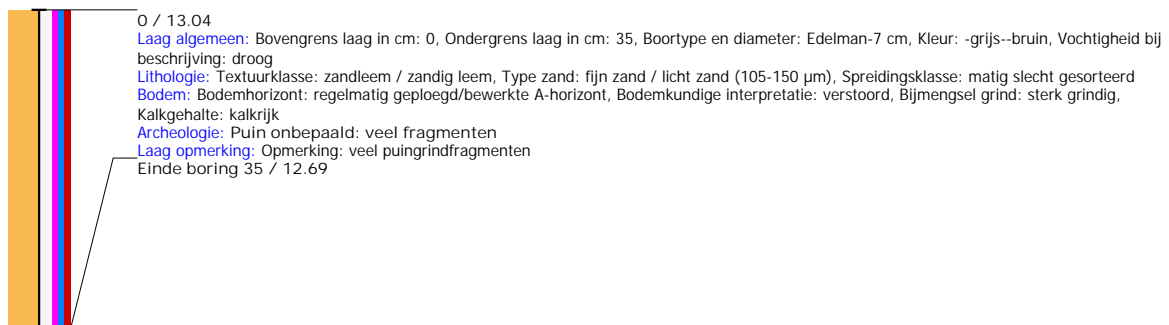 0 / 13.04
Laag algemeen: Bovengrens laag in cm: 0, Ondergrens laag in cm: 35, Boortype en diameter: Edelman-7 cm, Kleur: -grijs--bruin, Vochtigheid bij
beschrijving: droog
Lithologie: Textuurklasse: zandleem / zandig leem, Type zand: fijn zand / licht zand (105-150 µm), Spreidingsklasse: matig slecht gesorteerd
Bodem: Bodemhorizont: regelmatig geploegd/bewerkte A-horizont, Bodemkundige interpretatie: verstoord, Bijmengsel grind: sterk grindig,
Kalkgehalte: kalkrijk
Archeologie: Puin onbepaald: veel fragmenten
Laag opmerking: Opmerking: veel puingrindfragmenten
Einde boring 35 / 12.69